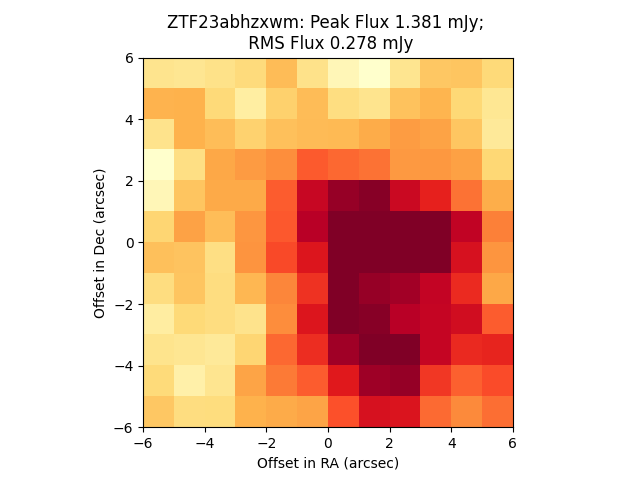 ZTF23abhzxwm: Peak Flux 1.381 mJy;
RMS Flux 0.278 mJy
6
4
2
0
−2
−4
−6
Offset in Dec (arcsec)
−6 −4 −2 0 2 4 6
Offset in RA (arcsec)